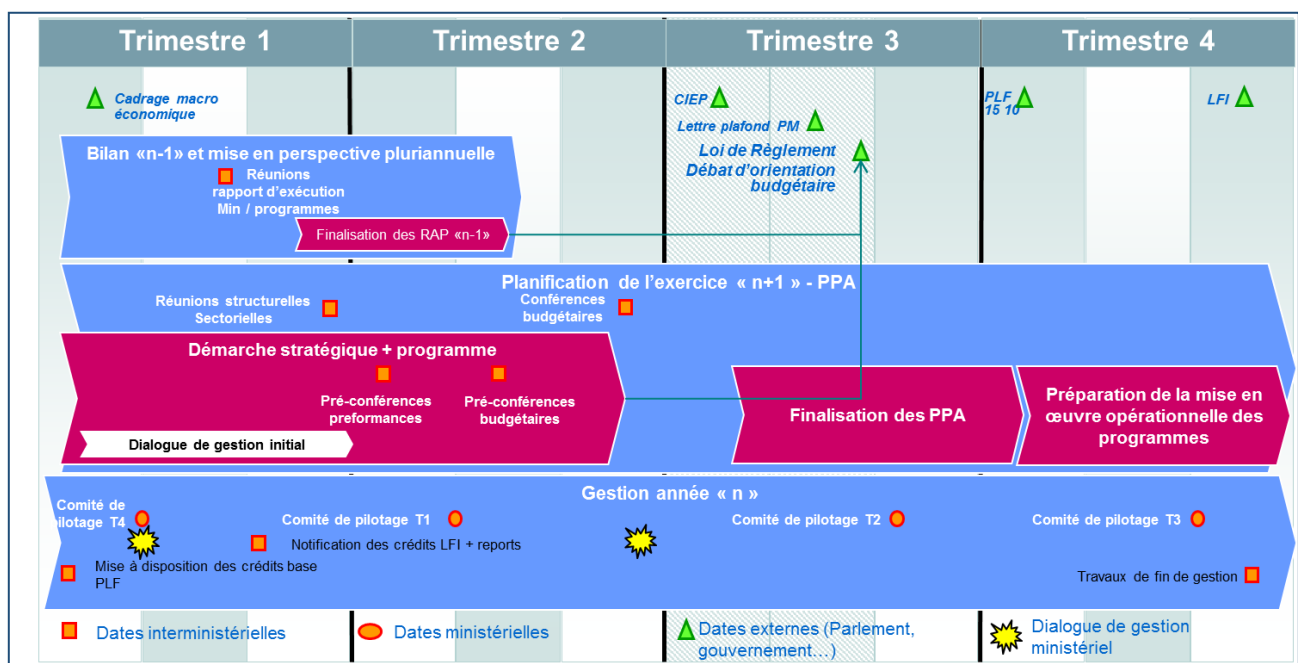 Trimestre 1
Trimestre 2
Trimestre 3
Trimestre 4
Cadrage macro
économique
CIEP
Lettre plafond PM
Loi de Règlement
Débat d'orientation
budgétaire
PLF
15 10
LFI
Bilan «n-1» et mise en perspective pluriannuelle
Réunions
rapport d'exécution
Min / programmes
Finalisation des RAP «n-1»
Planification de l'exercice « n+1 » - PPA
Réunions structurelles
Sectorielles
Conférences
budgétaires
Démarche stratégique + programme
Pré-conférences
preformances
Pré-conférences
budgétaires
Dialogue de gestion initial
Finalisation des PPA
Préparation de la mise en
œuvre opérationnelle des
programmes
Gestion année « n »
Comité de
pilotage T4
Comité de pilotage T1
Comité de pilotage T2
Comité de pilotage T3
Notification des crédits LFI + reports
Mise à disposition des crédits base
PLF
Travaux de fin de gestion
Dates interministérielles
Dates ministérielles
Dates externes (Parlement,
gouvernement…)
Dialogue de gestion
ministériel